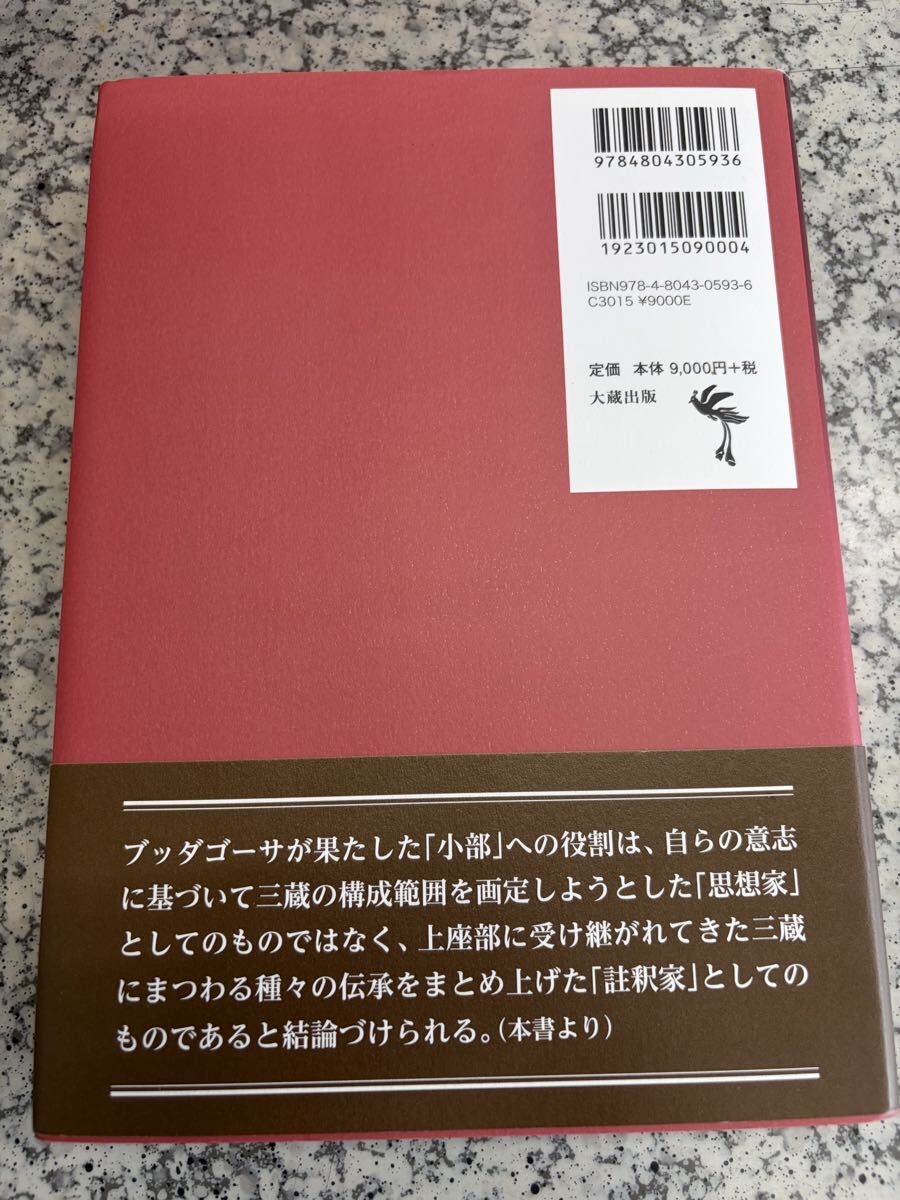 9784804305936
1923015090004
ISBN978-4-8043-0593-6
C3015 ¥9000E
定価 本体 9,000円+税
大蔵出版
ブッダゴーサが果たした「小部」への役割は、自らの意志
に基づいて三蔵の構成範囲を画定しようとした「思想家」
としてのものではなく、上座部に受け継がれてきた三蔵
にまつわる種々の伝承をまとめ上げた「註釈家」としての
ものであると結論づけられる。(本書より)